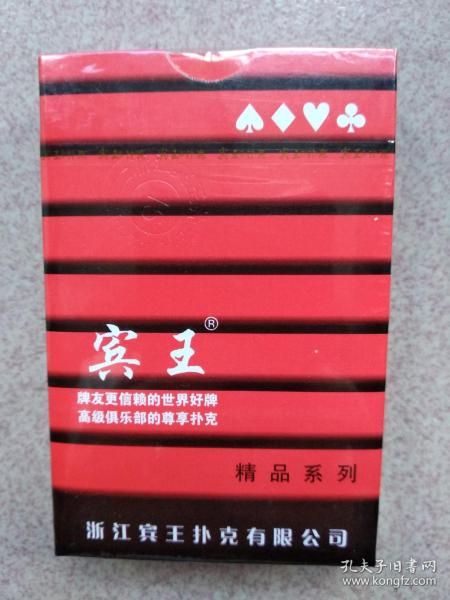 宾王®
牌友更信赖的世界好牌
高级俱乐部的尊享扑克
精品系列
浙江宾王扑克有限公司
孔夫子旧书网
www.kongfz.com